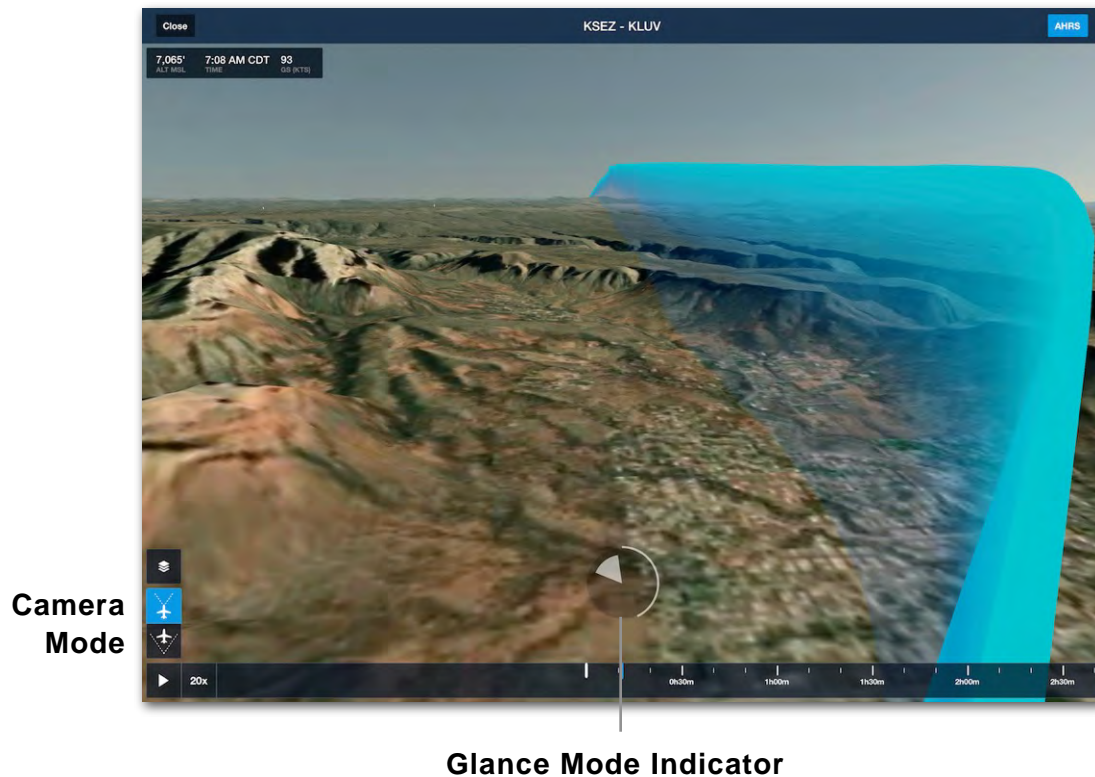 Close
KSEZ - KLUV
AHRS
7,065' 7:08 AM CDT 93
ALT MSL TIME GS (KTS)
Camera
Mode
20x
0h30m 1h00m 1h30m 2h00m 2h30m
Glance Mode Indicator